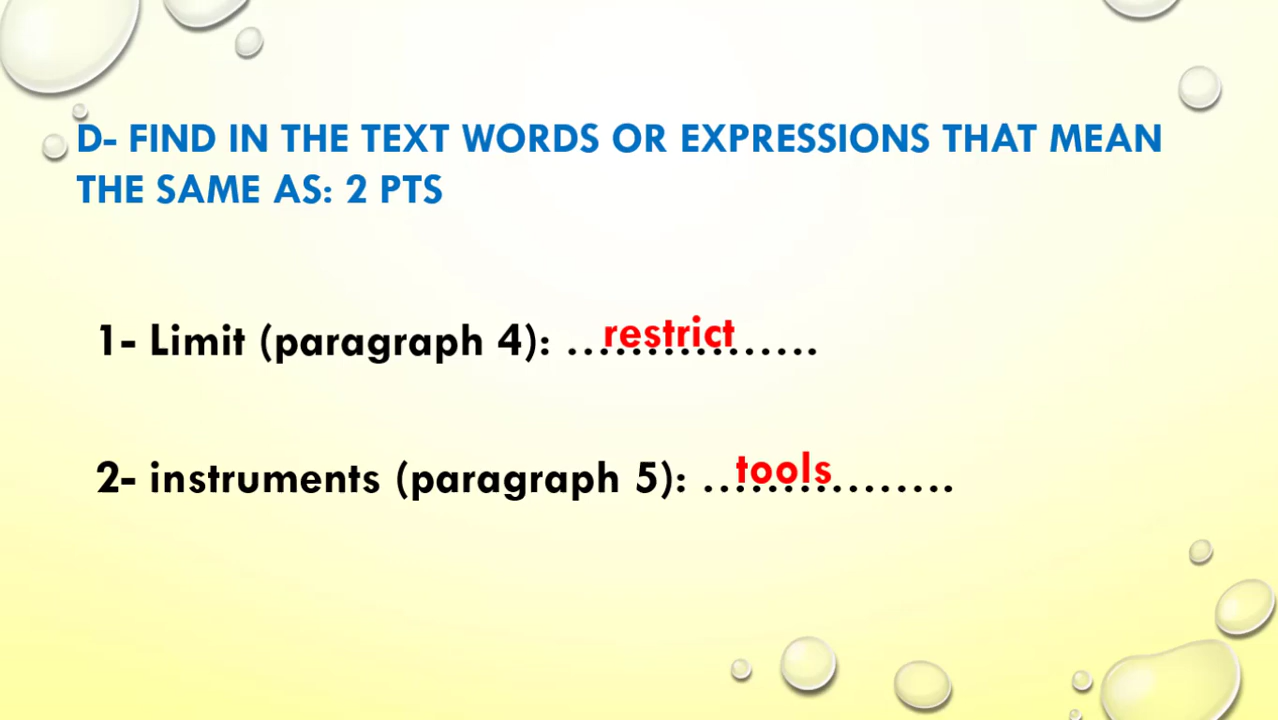 D- FIND IN THE TEXT WORDS OR EXPRESSIONS THAT MEAN
THE SAME AS: 2 PTS
1- Limit (paragraph 4): ...restrict......
2- instruments (paragraph 5): ...tools.........